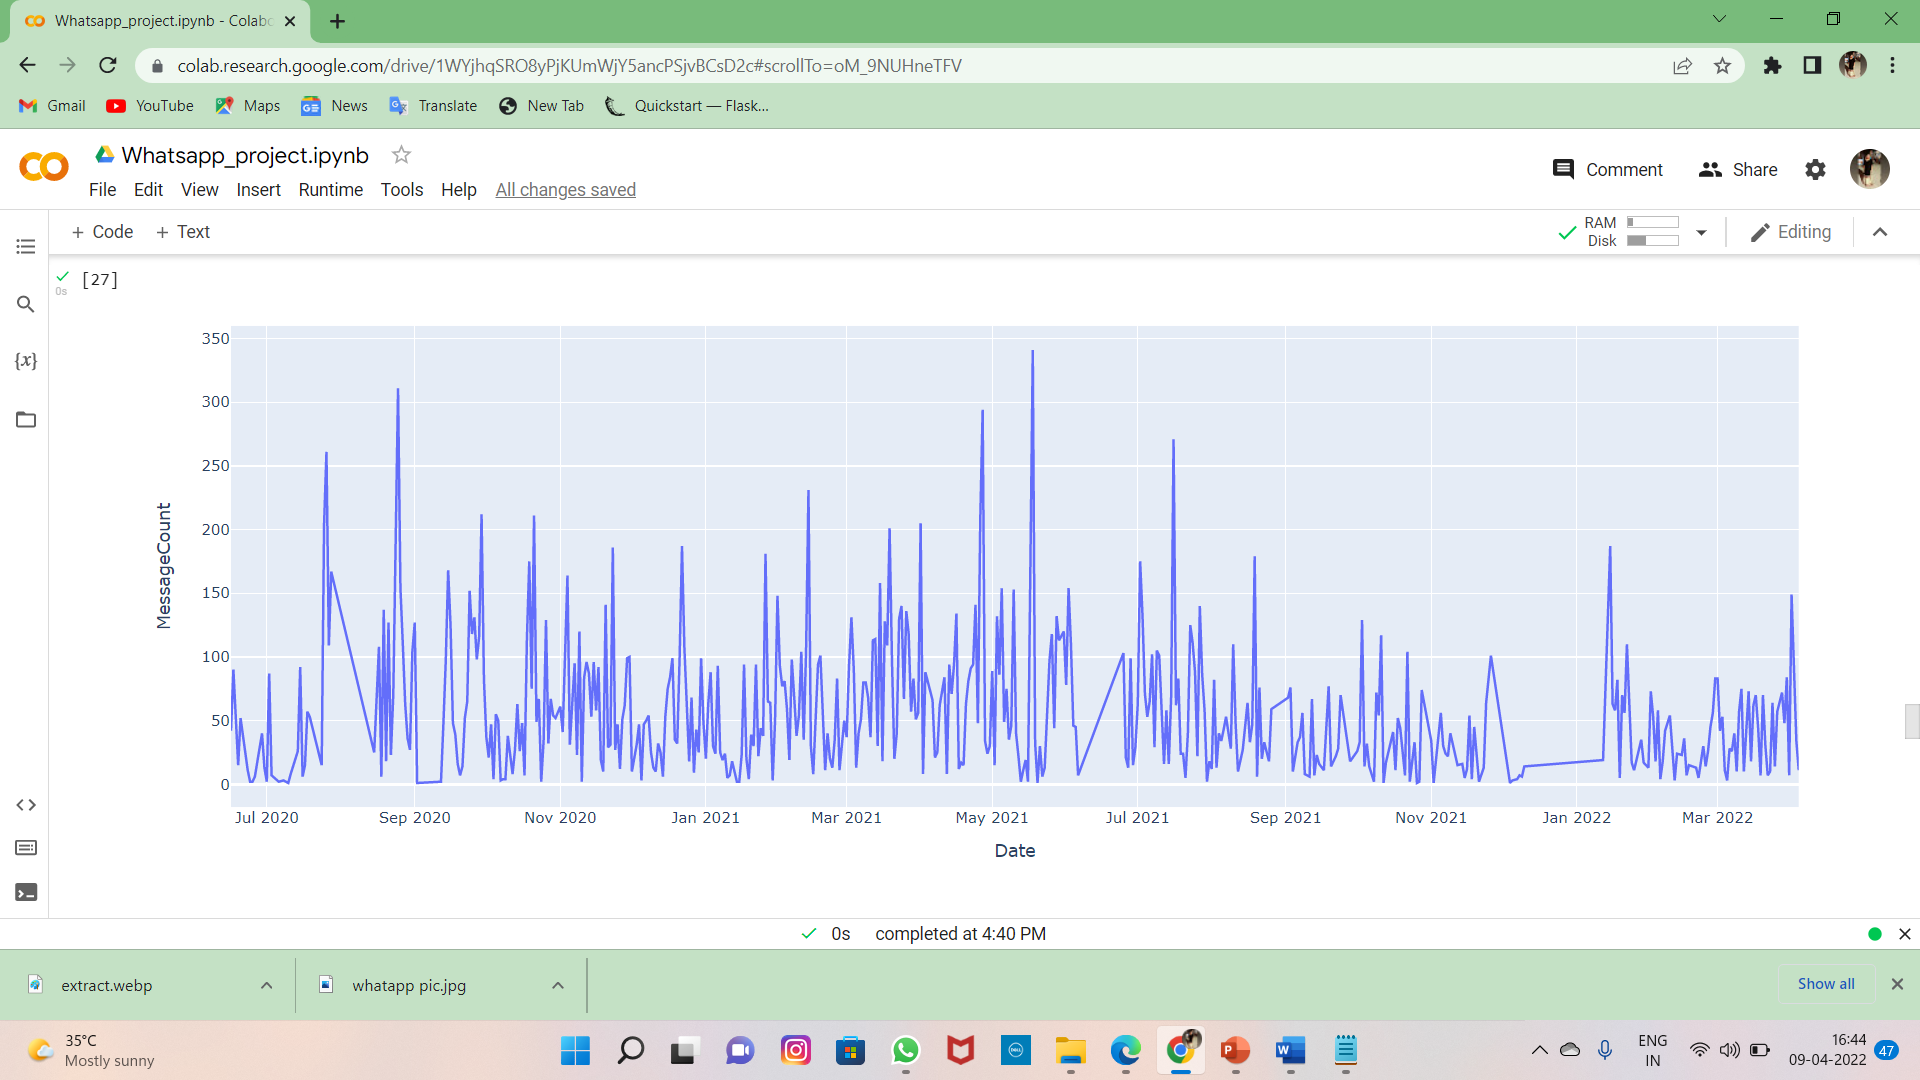 Whatsapp_project.ipynb - Colab
colab.research.google.com/drive/1WYjhqSRO8yPjKUmWjY5ancPSjvBCsD2c#scrollTo=oM_9NUHneTFV
Gmail YouTube Maps News Translate New Tab Quickstart — Flask...
Whatsapp_project.ipynb
File Edit View Insert Runtime Tools Help All changes saved
Comment Share
+ Code + Text
RAM
Disk
Editing
[27]
0s
{x}
350
300
250
200
150
100
50
0
MessageCount
Jul 2020 Sep 2020 Nov 2020 Jan 2021 Mar 2021 May 2021 Jul 2021 Sep 2021 Nov 2021 Jan 2022 Mar 2022
Date
0s completed at 4:40 PM
extract.webp whatapp pic.jpg Show all
35°C
Mostly sunny
ENG
IN
16:44
09-04-2022
47